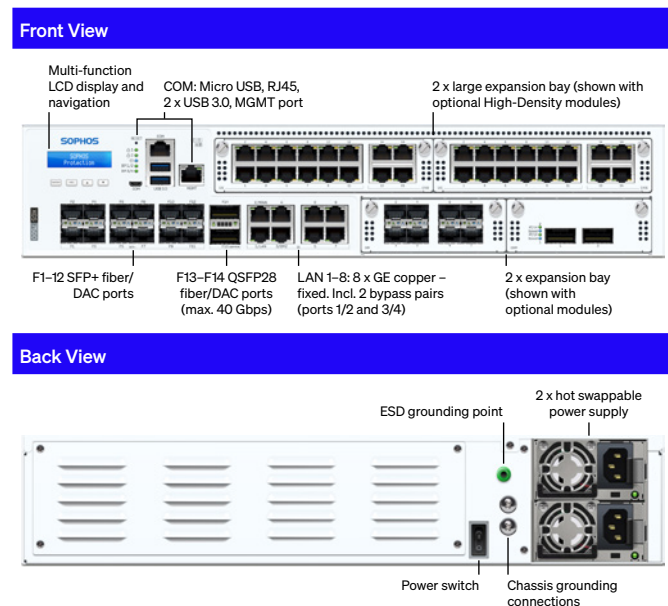 Front View
Multi-function
LCD display and
navigation
COM: Micro USB, RJ45,
2 x USB 3.0, MGMT port
2 x large expansion bay (shown with
optional High-Density modules)
SOPHOS
SOPHOS
Protection
F1–12 SFP+ fiber/
DAC ports
F13–F14 QSFP28
fiber/DAC ports
(max. 40 Gbps)
LAN 1–8: 8 x GE copper –
fixed. Incl. 2 bypass pairs
(ports 1/2 and 3/4)
2 x expansion bay
(shown with
optional modules)
Back View
ESD grounding point
2 x hot swappable
power supply
Power switch
Chassis grounding
connections